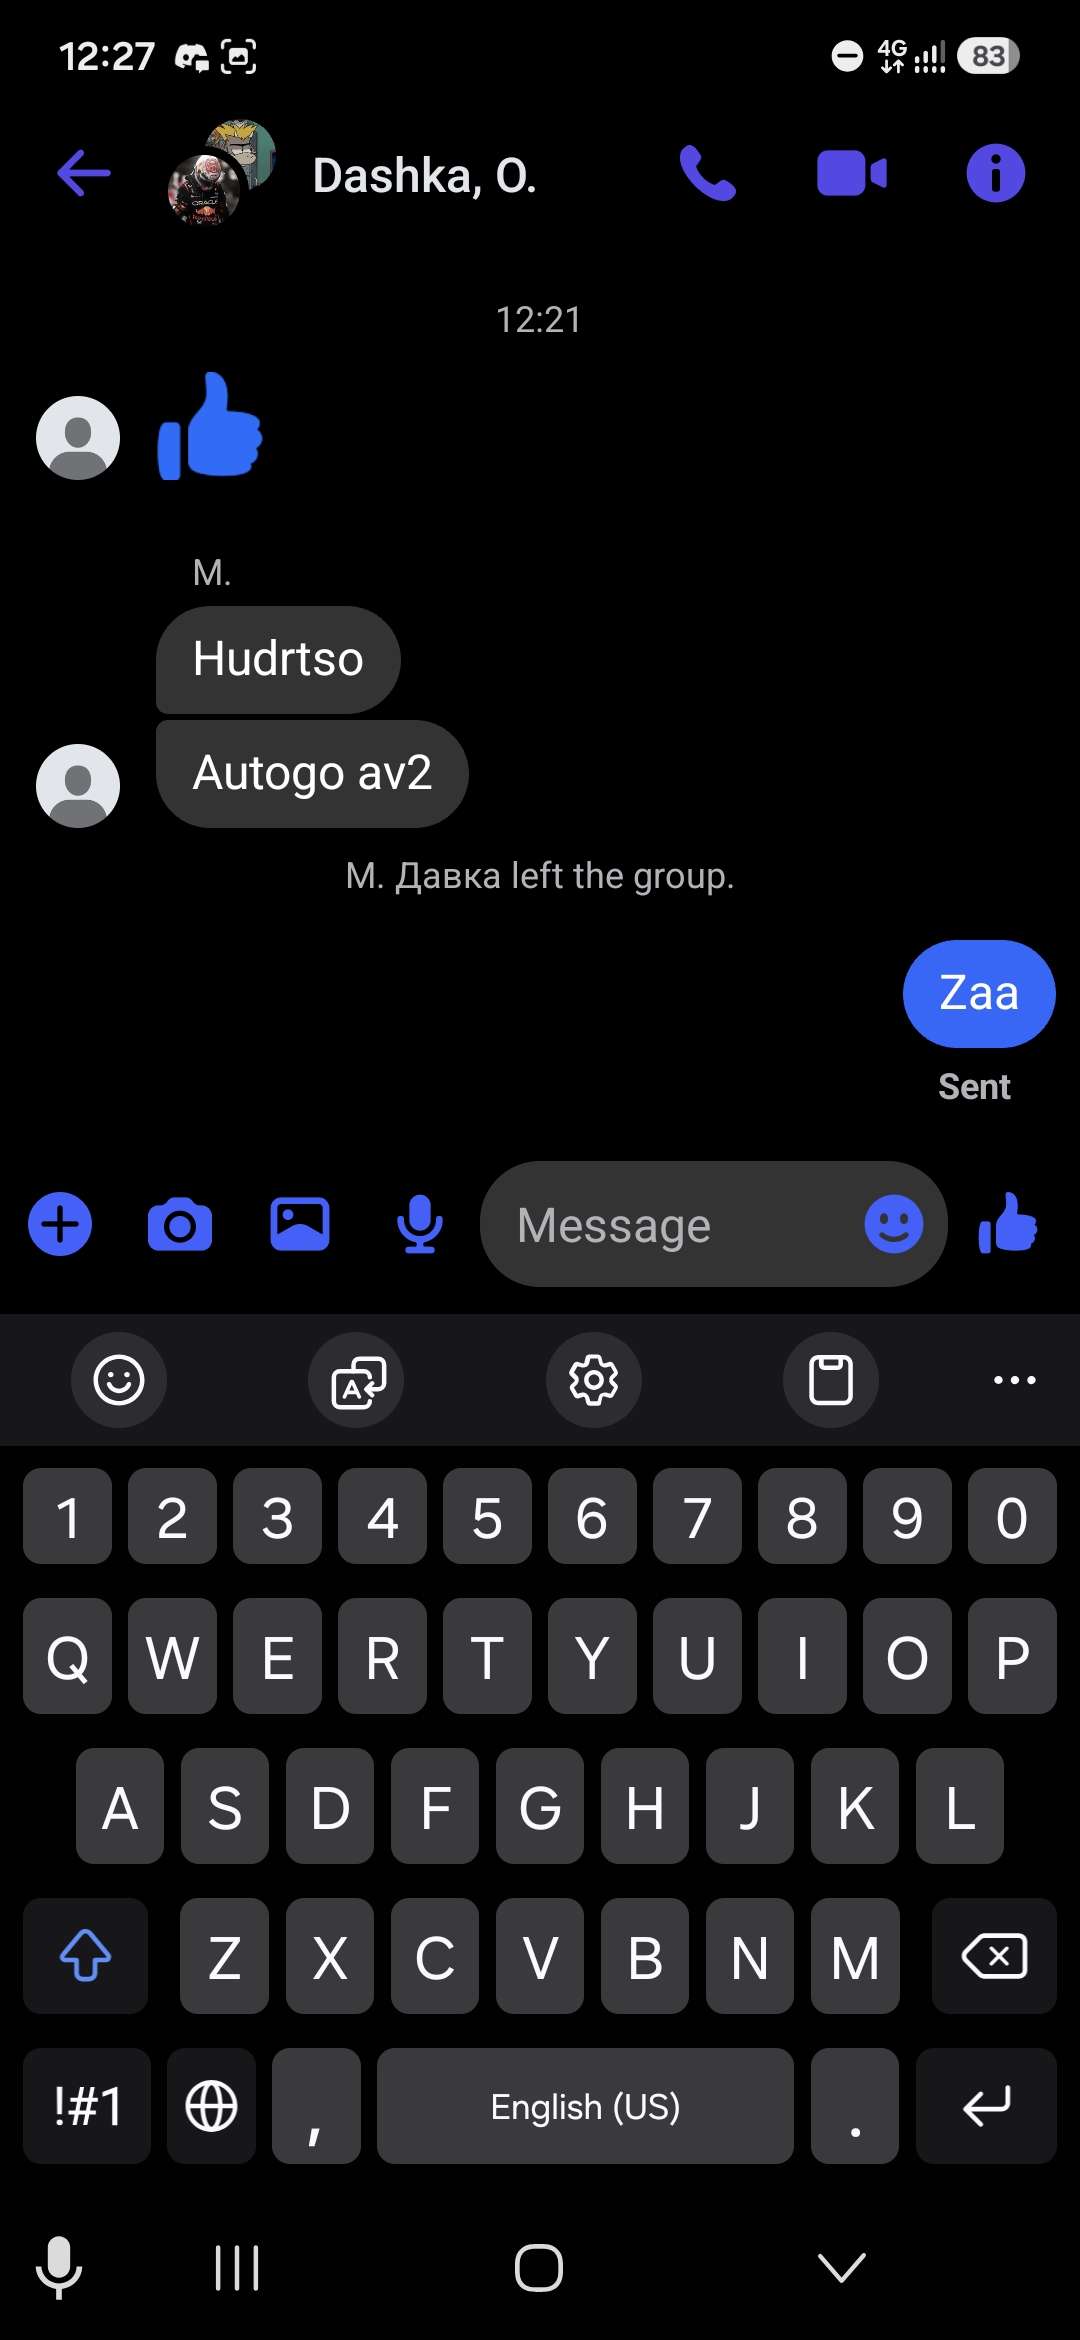 12:27
4G
83
Dashka, O.
12:21
M.
Hudrtso
Autogo av2
М. Давка left the group.
Zaa
Sent
Message
1 2 3 4 5 6 7 8 9 0
Q W E R T Y U I O P
A S D F G H J K L
Z X C V B N M
!#1 , English (US) .